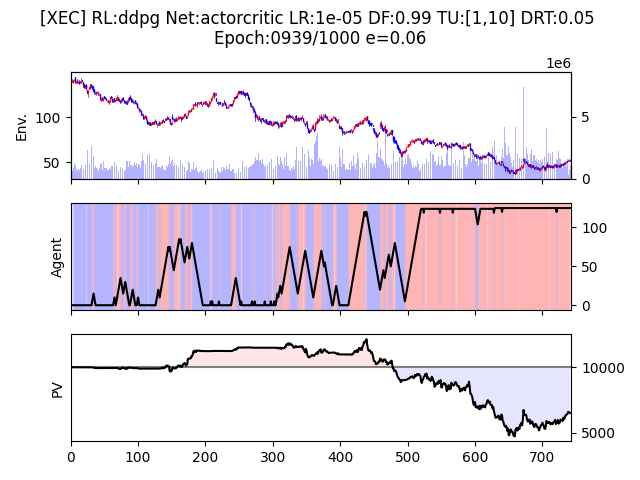 [XEC] RL:ddpg Net:actorcritic LR:1e-05 DF:0.99 TU:[1,10] DRT:0.05
Epoch:0939/1000 e=0.06
1e6
Env.
100
50
5
0
Agent
100
50
0
PV
10000
5000
0 100 200 300 400 500 600 700